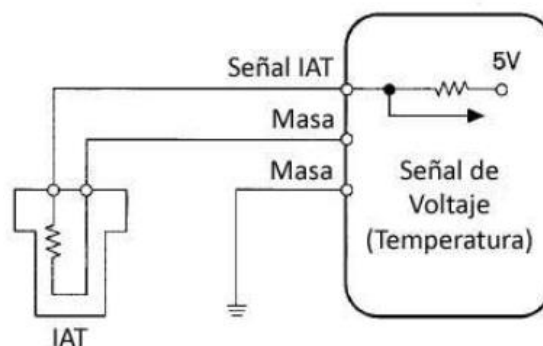 5V
Señal IAT
Masa
Masa
Señal de
Voltaje
(Temperatura)
IAT